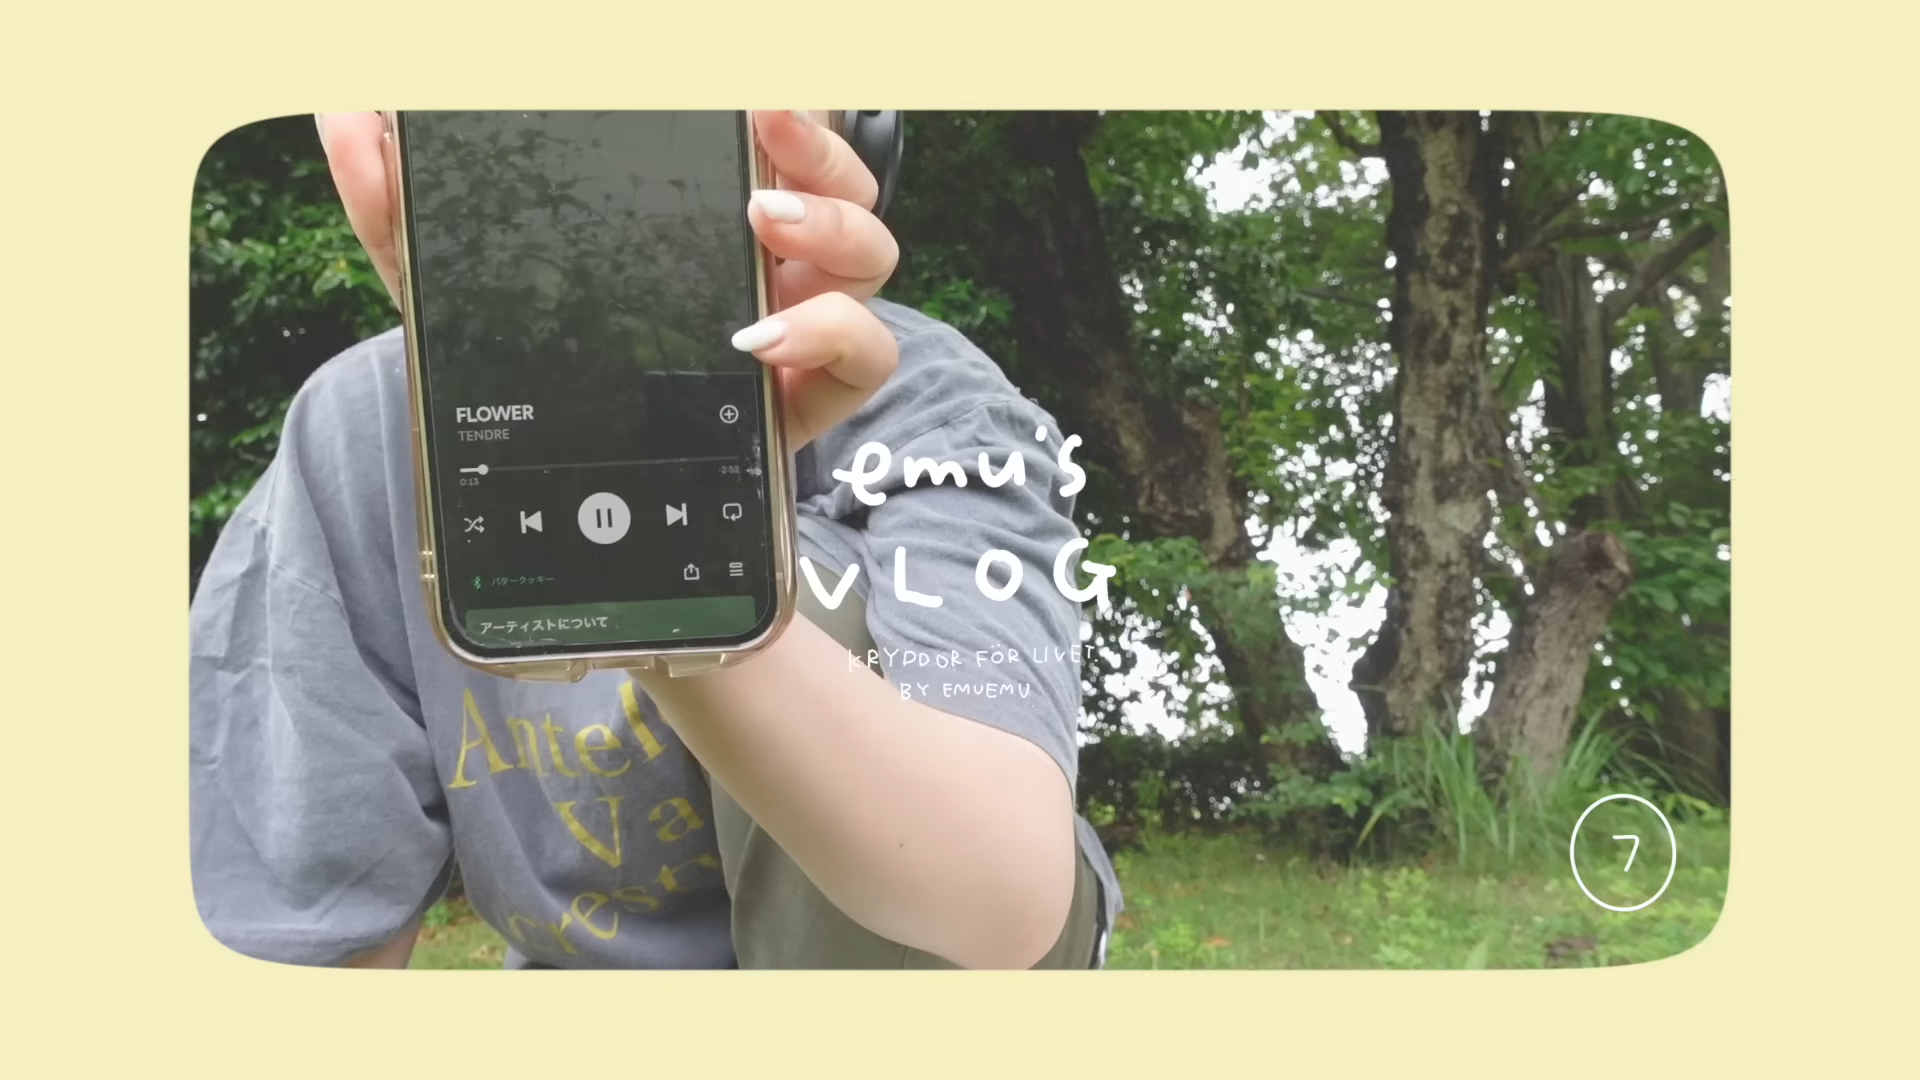 FLOWER
TENDRE
0:13
-2:52
バタークッキー
アーティストについて
emu's
VLOG
KRYDDOR FÖR LIVET.
BY EMUEMU
Antel
Va
Cresc
7